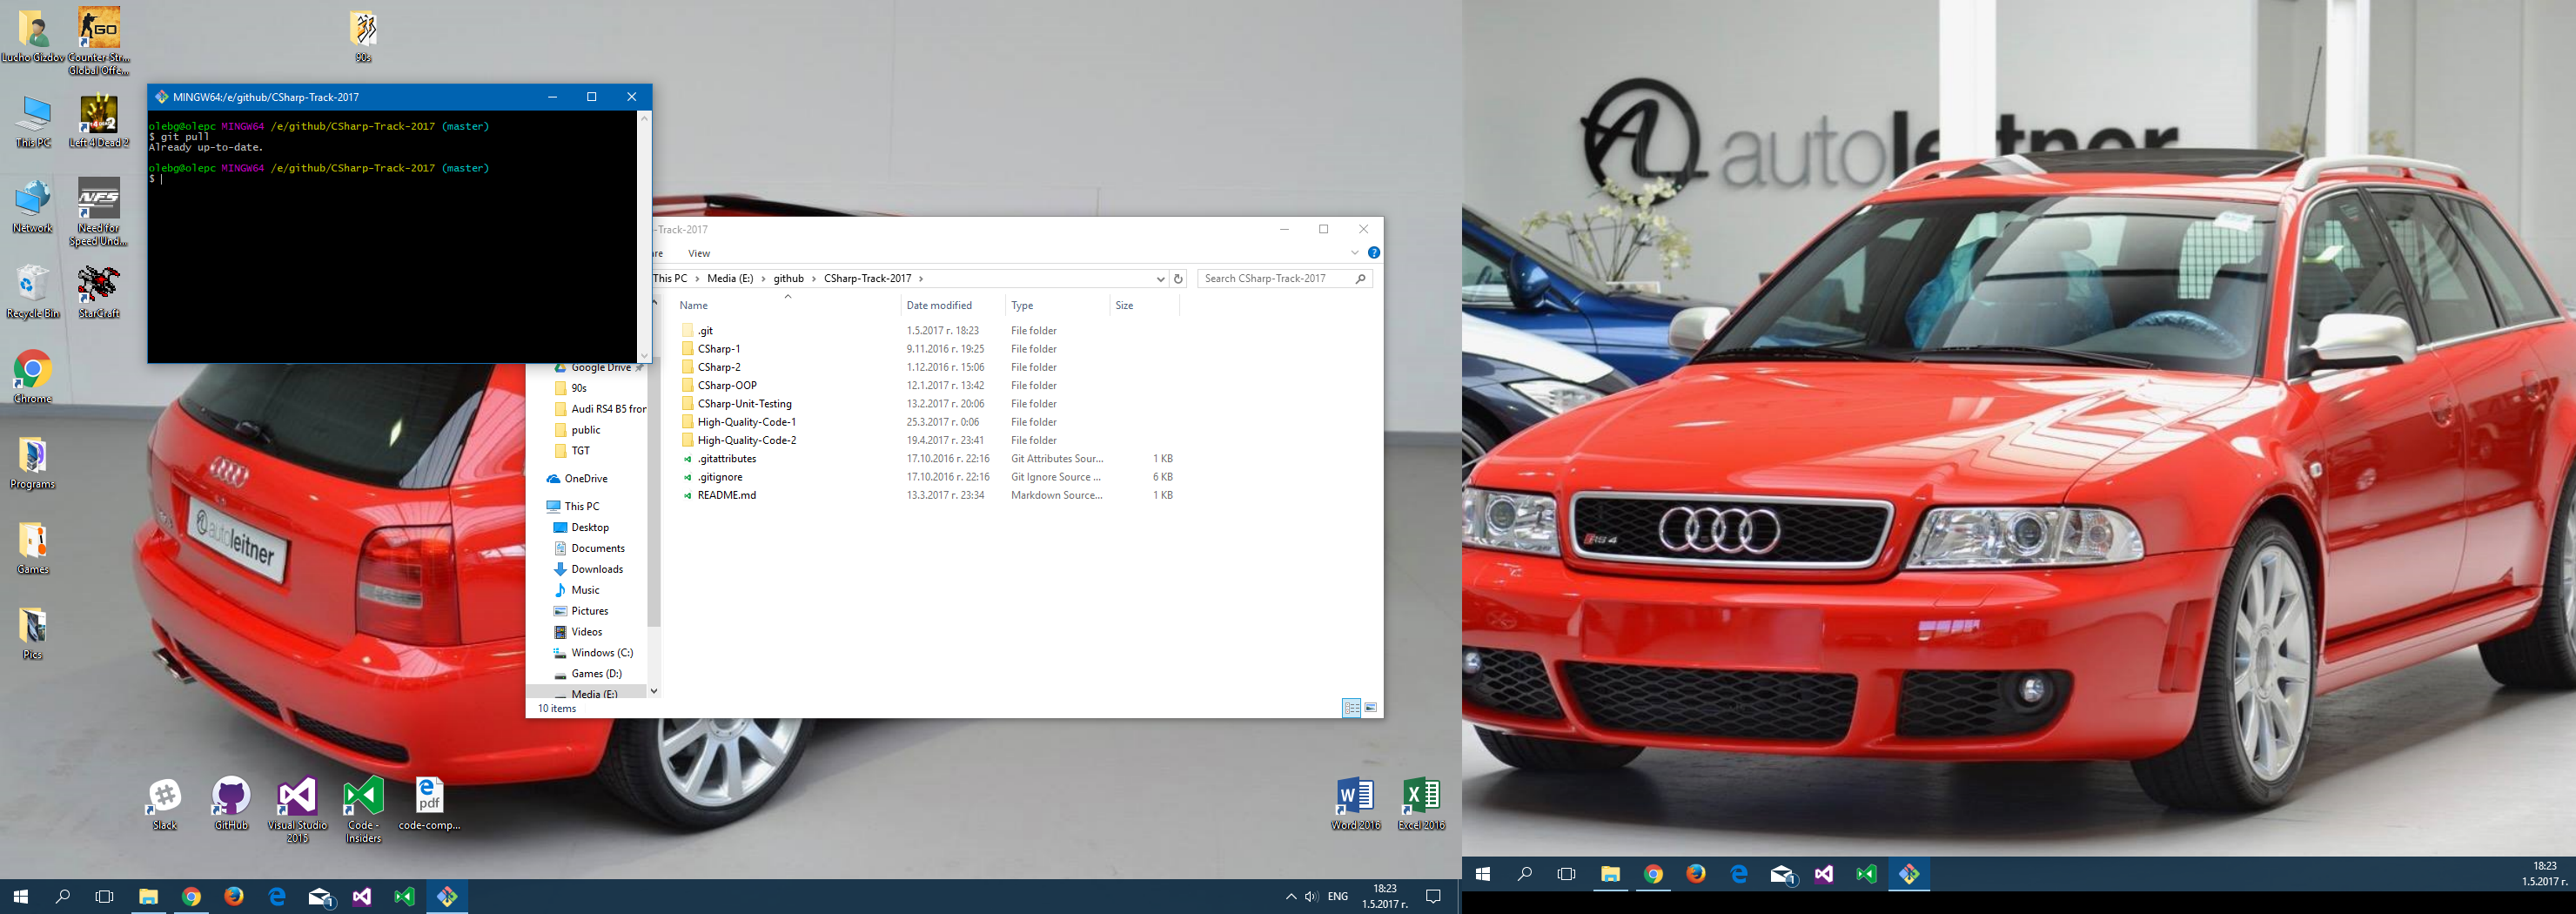 Lucho Gizdov
Counter-Str...
Global Offe...
90s
This PC
Left 4 Dead 2
Network
Need for
Speed Und...
Recycle Bin
StarCraft
Chrome
Programs
Games
Pics
MINGW64:/e/github/CSharp-Track-2017
olebg@olepc MINGW64 /e/github/CSharp-Track-2017 (master)
$ git pull
Already up-to-date.
olebg@olepc MINGW64 /e/github/CSharp-Track-2017 (master)
$
-Track-2017
are
View
This PC > Media (E:) > github > CSharp-Track-2017 >
Search CSharp-Track-2017
Name Date modified Type Size
.git 1.5.2017 г. 18:23 File folder
CSharp-1 9.11.2016 г. 19:25 File folder
CSharp-2 1.12.2016 г. 15:06 File folder
CSharp-OOP 12.1.2017 г. 13:42 File folder
CSharp-Unit-Testing 13.2.2017 г. 20:06 File folder
High-Quality-Code-1 25.3.2017 г. 0:06 File folder
High-Quality-Code-2 19.4.2017 г. 23:41 File folder
.gitattributes 17.10.2016 г. 22:16 Git Attributes Sour... 1 KB
.gitignore 17.10.2016 г. 22:16 Git Ignore Source ... 6 KB
README.md 13.3.2017 г. 23:34 Markdown Source... 1 KB
Google Drive
90s
Audi RS4 B5 fror
public
TGT
OneDrive
This PC
Desktop
Documents
Downloads
Music
Pictures
Videos
Windows (C:)
Games (D:)
Media (E:)
10 items
autoleitner
Slack
GitHub
Visual Studio
2015
Code -
Insiders
pdf
code-comp...
Word 2016
Excel 2016
ENG
18:23
1.5.2017 г.
autoleitner
RS 4
18:23
1.5.2017 г.